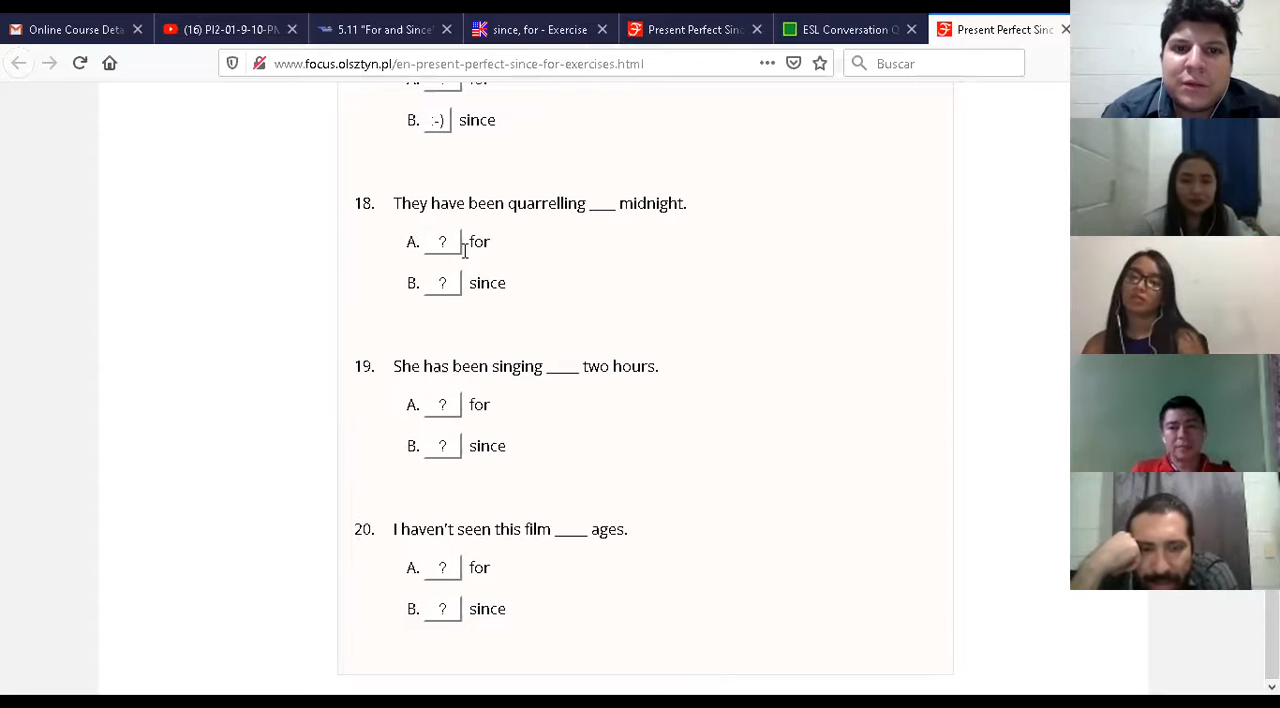 Online Course Deta
(16) PI2-01-R-10-PM
5.11 "For and Since"
since, for - Exercise
Present Perfect Sinc
ESL Conversation Q
Present Perfect Sinc
www.focus.olsztyn.pl/en-present-perfect-since-for-exercises.html
Buscar
B. :-) since
18. They have been quarrelling ___ midnight.
A. ? for
B. ? since
19. She has been singing ____ two hours.
A. ? for
B. ? since
20. I haven't seen this film ____ ages.
A. ? for
B. ? since